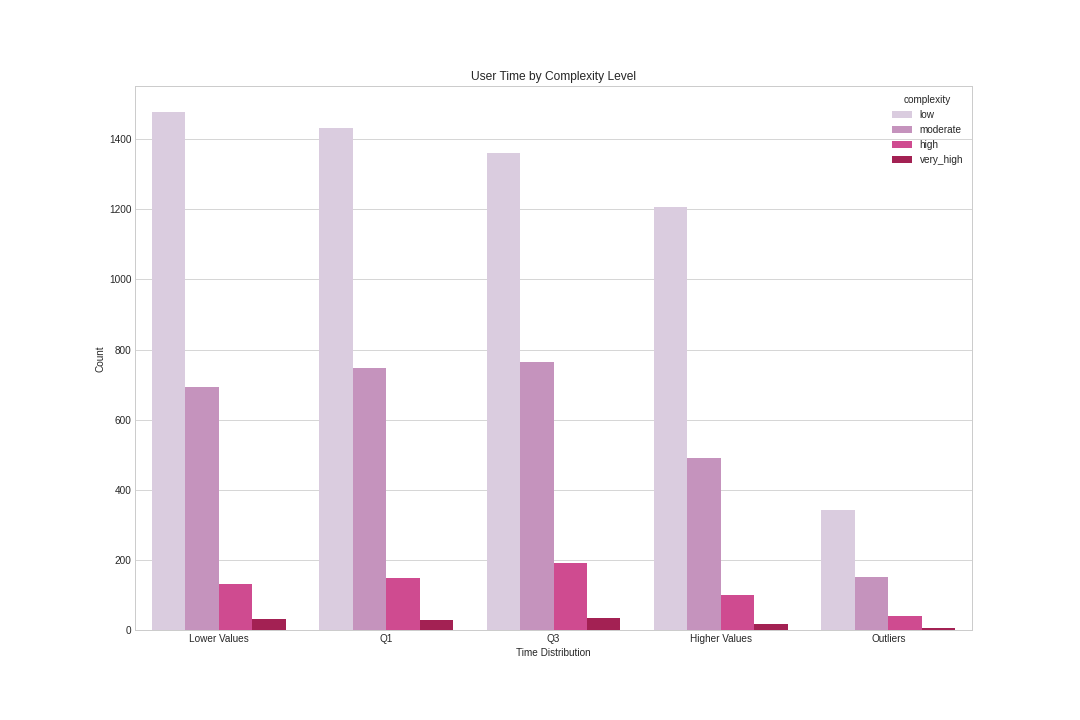 User Time by Complexity Level
complexity
low
moderate
high
very_high
1400
1200
1000
800
600
400
200
0
Count
Lower Values
Q1
Q3
Higher Values
Outliers
Time Distribution